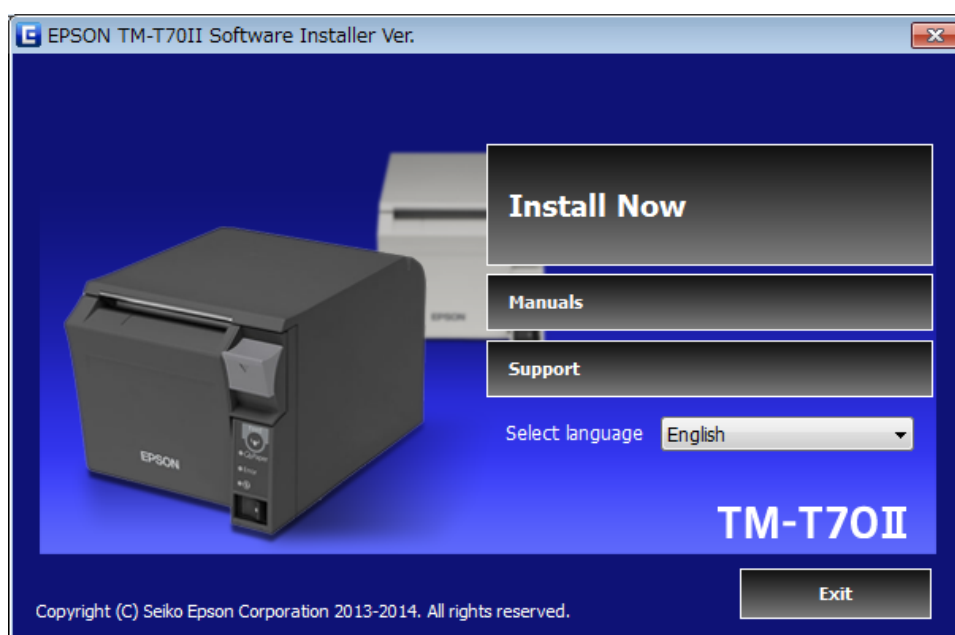 EPSON TM-T70II Software Installer Ver.
Install Now
Manuals
Support
Select language English
EPSON
EPSON
Error
TM-T70Ⅱ
Exit
Copyright (C) Seiko Epson Corporation 2013-2014. All rights reserved.